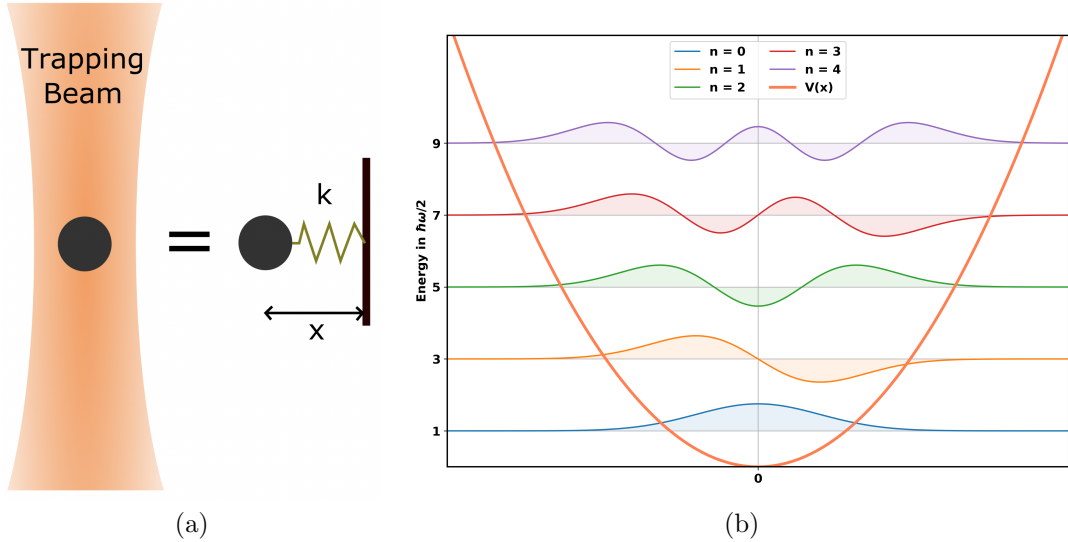 Trapping
Beam
=
k
x
(a)
n = 0
n = 1
n = 2
n = 3
n = 4
V(x)
Energy in ℏω/2
9
7
5
3
1
0
(b)